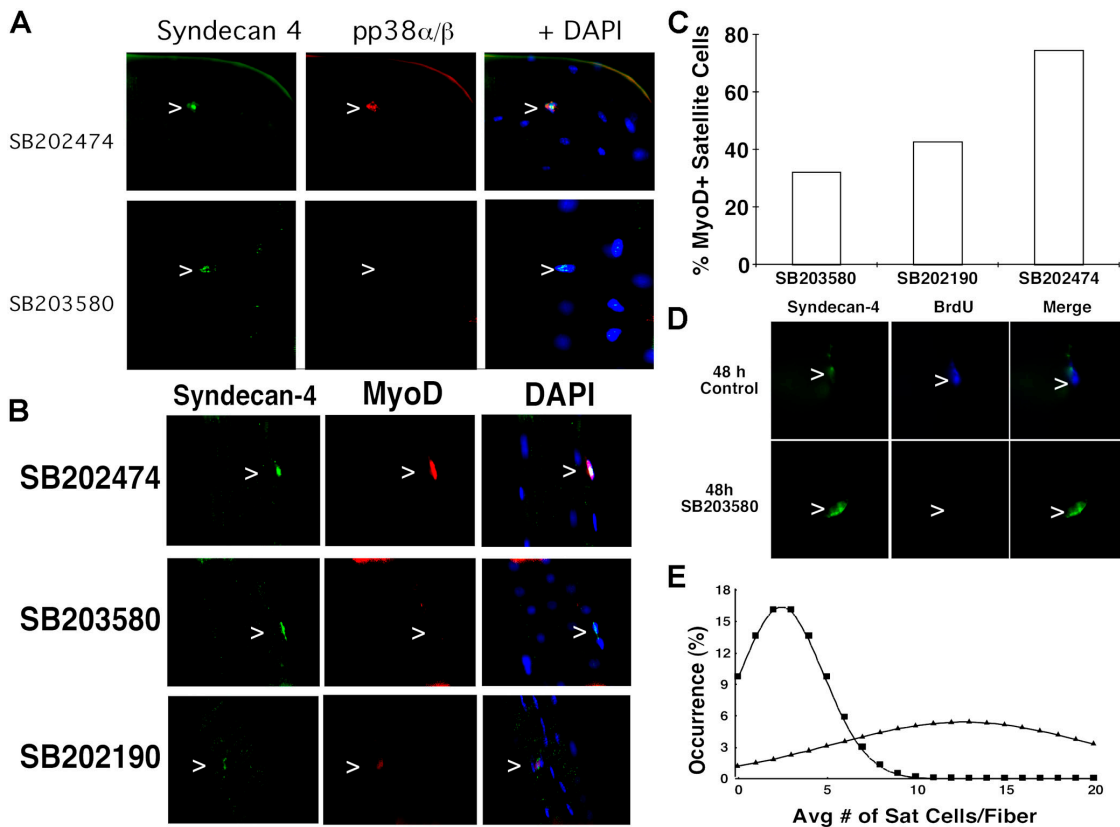 A
Syndecan 4 pp38α/β + DAPI
SB202474
> > >
SB203580
> > >
B
Syndecan-4 MyoD DAPI
SB202474
> > >
SB203580
> > >
SB202190
> > >
C
% MyoD+ Satellite Cells
80
60
40
20
0
SB203580 SB202190 SB202474
D
Syndecan-4 BrdU Merge
48 h
Control
> > >
48h
SB203580
> > >
E
Occurrence (%)
18
15
12
9
6
3
0
0 5 10 15 20
Avg # of Sat Cells/Fiber